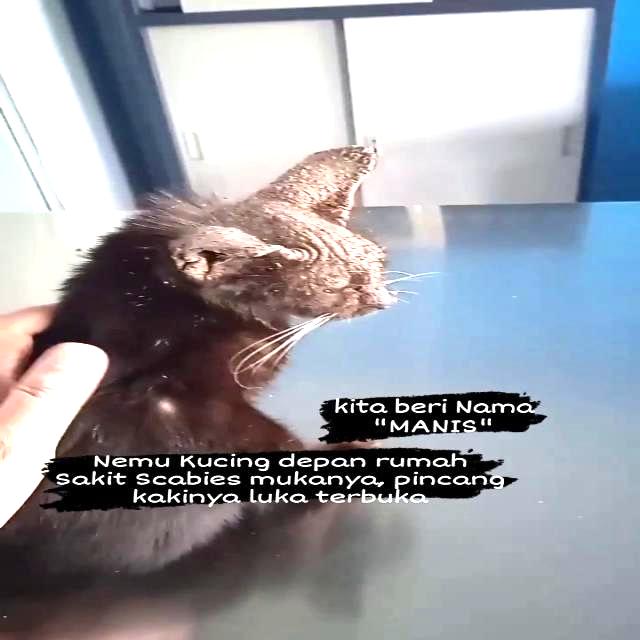 kita beri Nama
"MANIS"
Nemu Kucing depan rumah
Sakit Scabies mukanya, pincang
kakinya luka terbuka